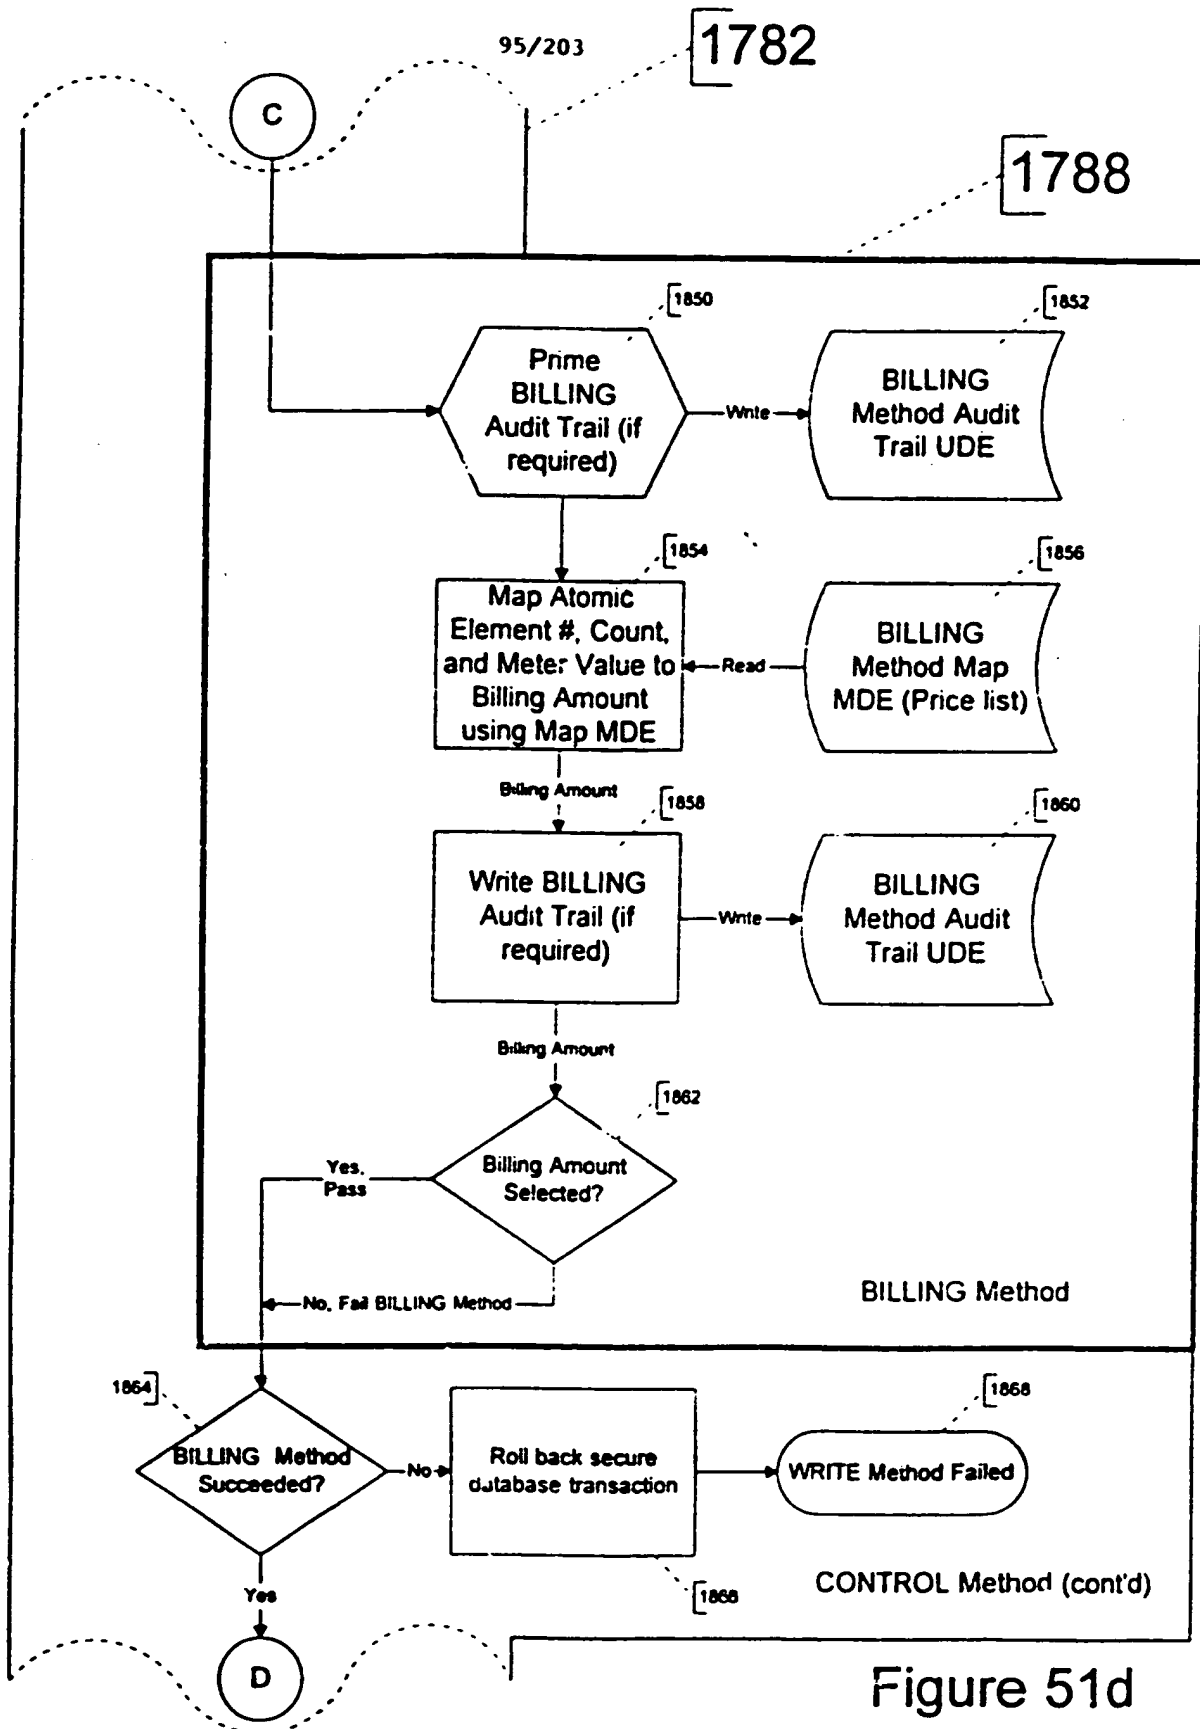 95/203
1782
C
1788
1850
Prime
BILLING
Audit Trail (if
required)
Write
1852
BILLING
Method Audit
Trail UDE
1854
Map Atomic
Element #, Count,
and Meter Value to
Billing Amount
using Map MDE
Read
1856
BILLING
Method Map
MDE (Price list)
Billing Amount
1858
Write BILLING
Audit Trail (if
required)
Write
1860
BILLING
Method Audit
Trail UDE
Billing Amount
1862
Billing Amount
Selected?
Yes,
Pass
No, Fail BILLING Method
BILLING Method
1864
BILLING Method
Succeeded?
No
Roll back secure
database transaction
1868
WRITE Method Failed
1866
Yes
CONTROL Method (cont'd)
D
Figure 51d